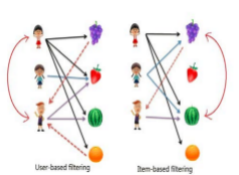 User-based filtering
Item-based filtering